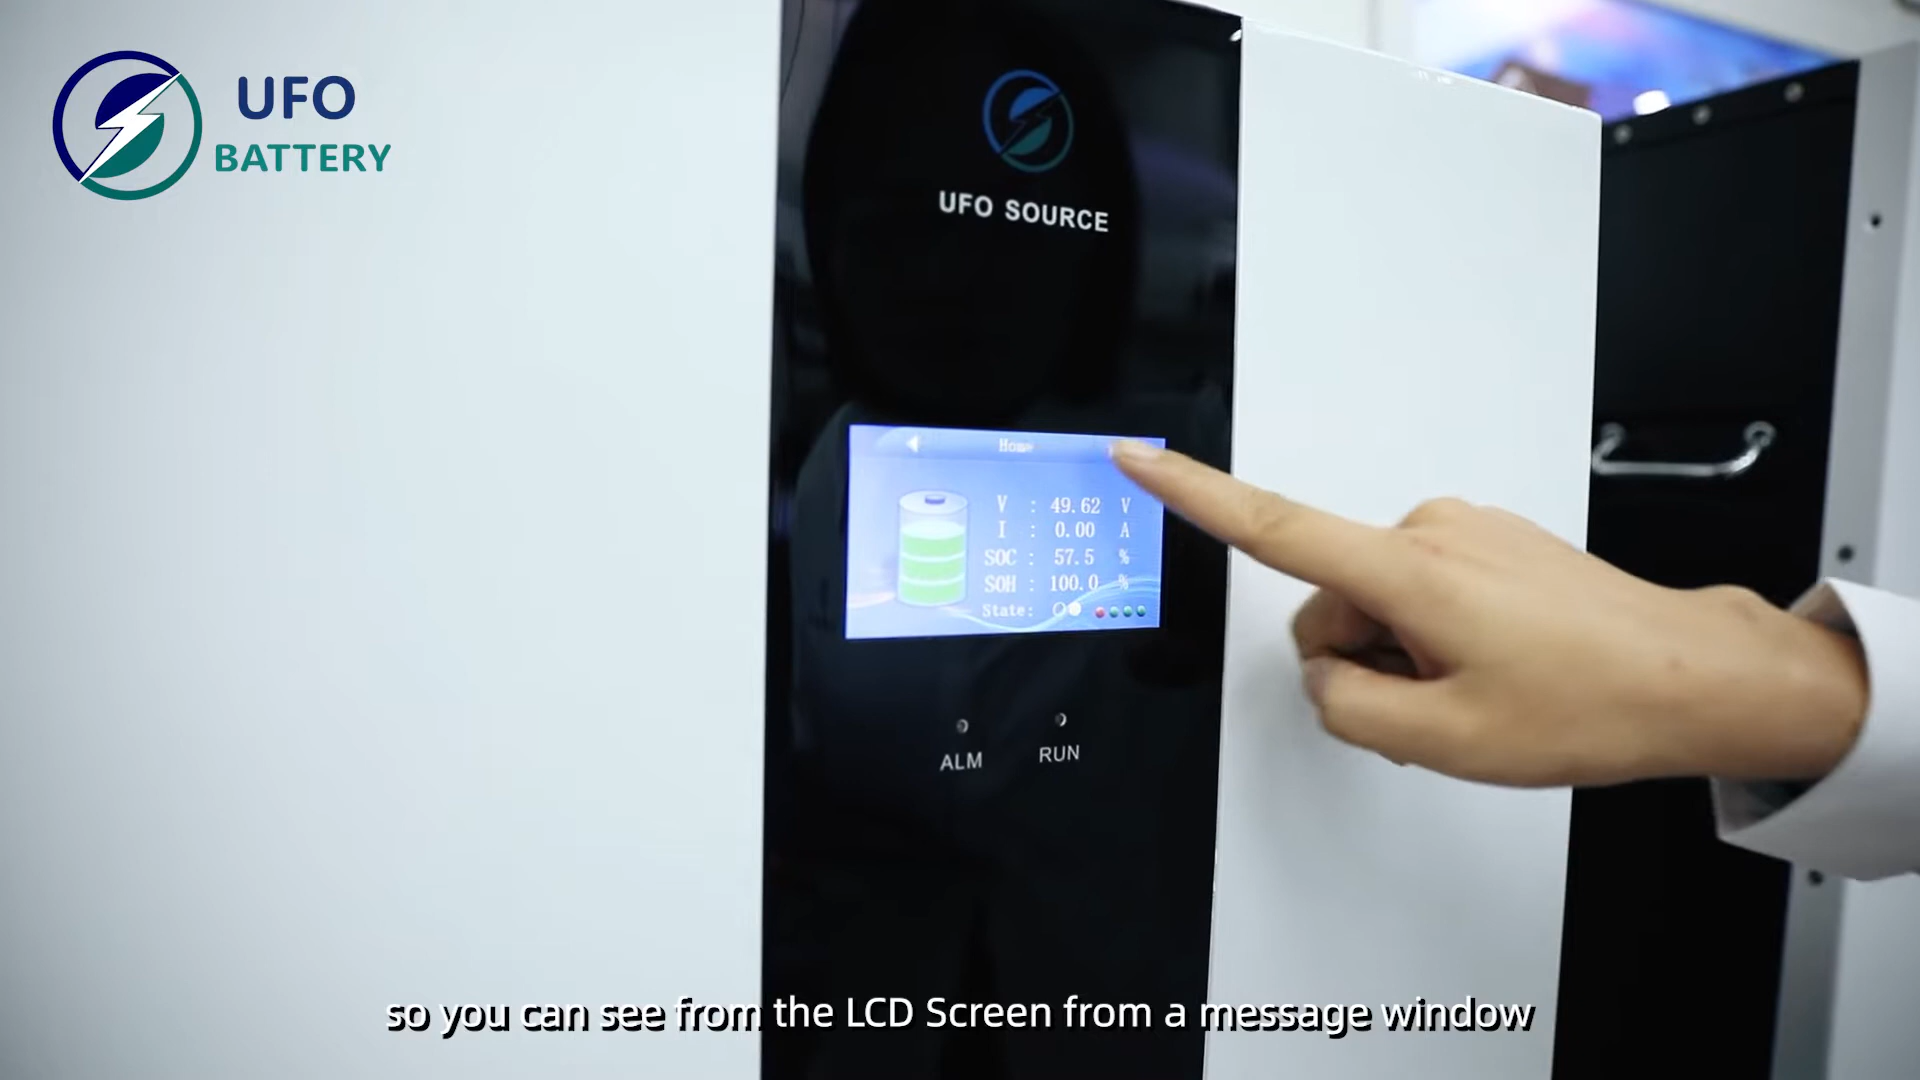 UFO
BATTERY
UFO SOURCE
Home
V : 49.62 V
I : 0.00 A
SOC : 57.5 %
SOH : 100.0 %
State:
ALM
RUN
so you can see from the LCD Screen from a message window